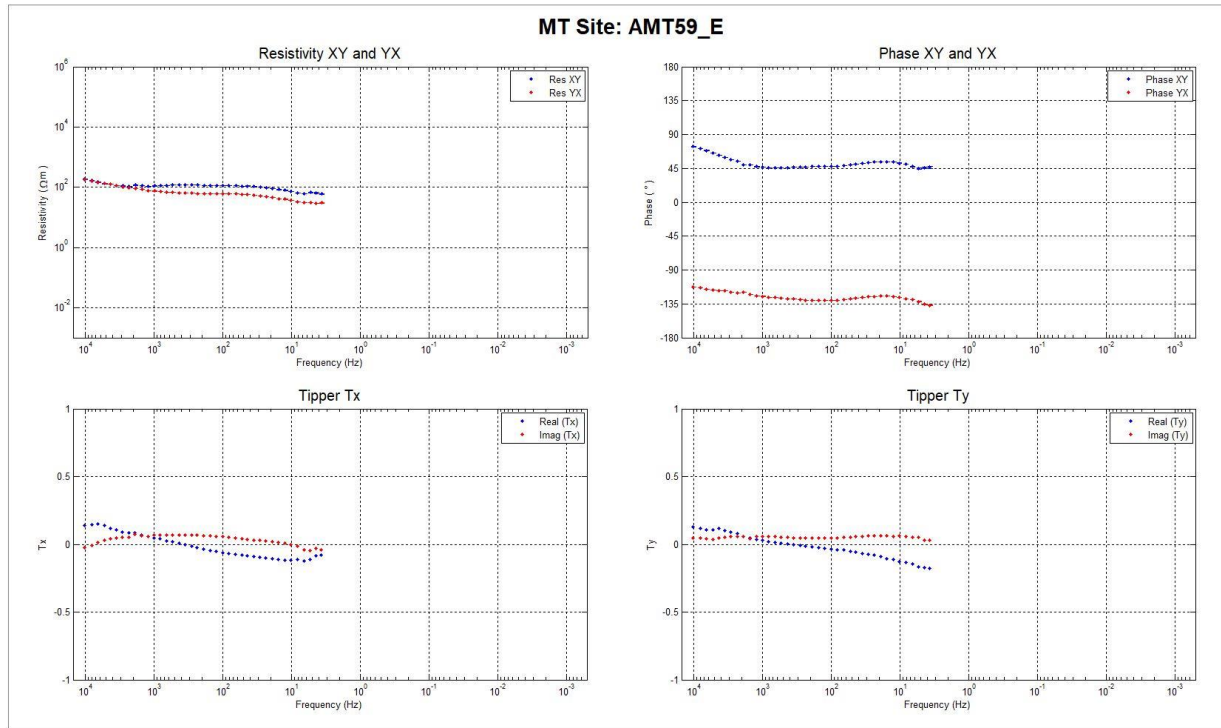 MT Site: AMT59_E
Resistivity XY and YX
Res XY
Res YX
10^6
10^4
10^2
10^0
10^-2
Resistivity (Ωm)
10^4 10^3 10^2 10^1 10^0 10^-1 10^-2 10^-3
Frequency (Hz)
Phase XY and YX
Phase XY
Phase YX
180
135
90
45
0
-45
-90
-135
-180
Phase (°)
10^4 10^3 10^2 10^1 10^0 10^-1 10^-2 10^-3
Frequency (Hz)
Tipper Tx
Real (Tx)
Imag (Tx)
1
0.5
0
-0.5
-1
Tx
10^4 10^3 10^2 10^1 10^0 10^-1 10^-2 10^-3
Frequency (Hz)
Tipper Ty
Real (Ty)
Imag (Ty)
1
0.5
0
-0.5
-1
Ty
10^4 10^3 10^2 10^1 10^0 10^-1 10^-2 10^-3
Frequency (Hz)